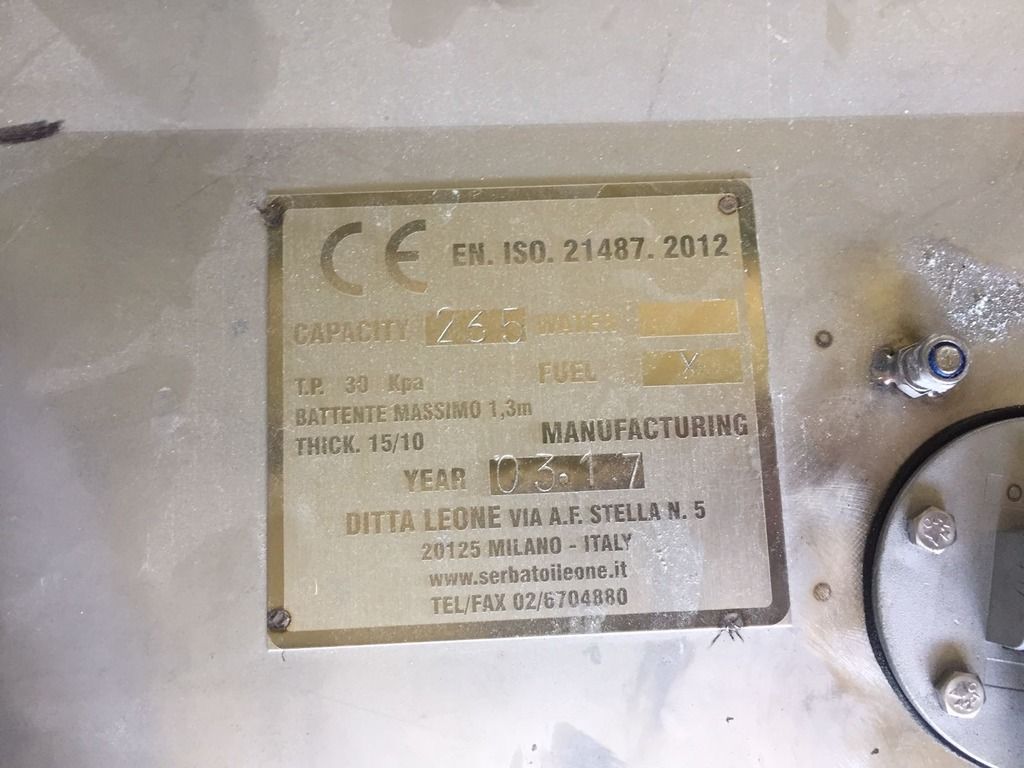 CE EN. ISO. 21487. 2012
CAPACITY 265 WATER
T.P. 30 Kpa FUEL X
BATTENTE MASSIMO 1,3m
THICK. 15/10 MANUFACTURING
YEAR 03.17
DITTA LEONE VIA A.F. STELLA N. 5
20125 MILANO - ITALY
www.serbatoileone.it
TEL/FAX 02/6704880